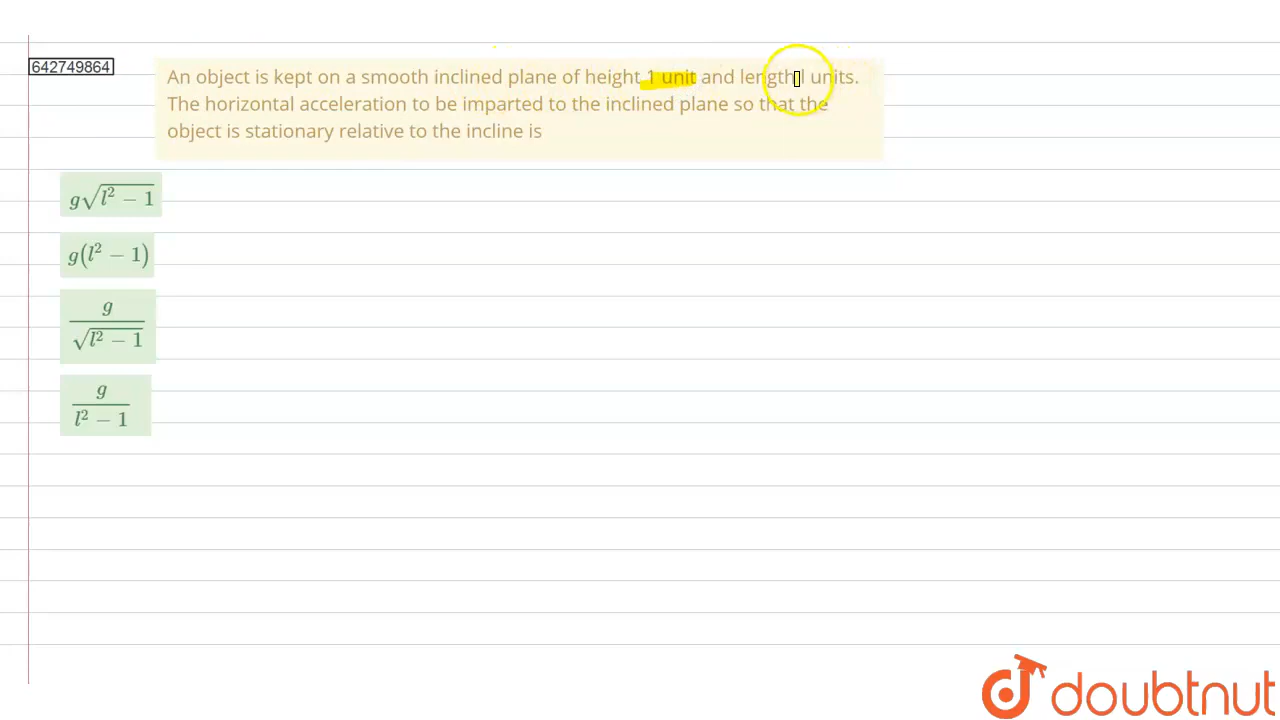 642749864
An object is kept on a smooth inclined plane of height 1 unit and length l units.
The horizontal acceleration to be imparted to the inclined plane so that the
object is stationary relative to the incline is
g√(l² − 1)
g(l² − 1)
g/√(l² − 1)
g/(l² − 1)
doubtnut